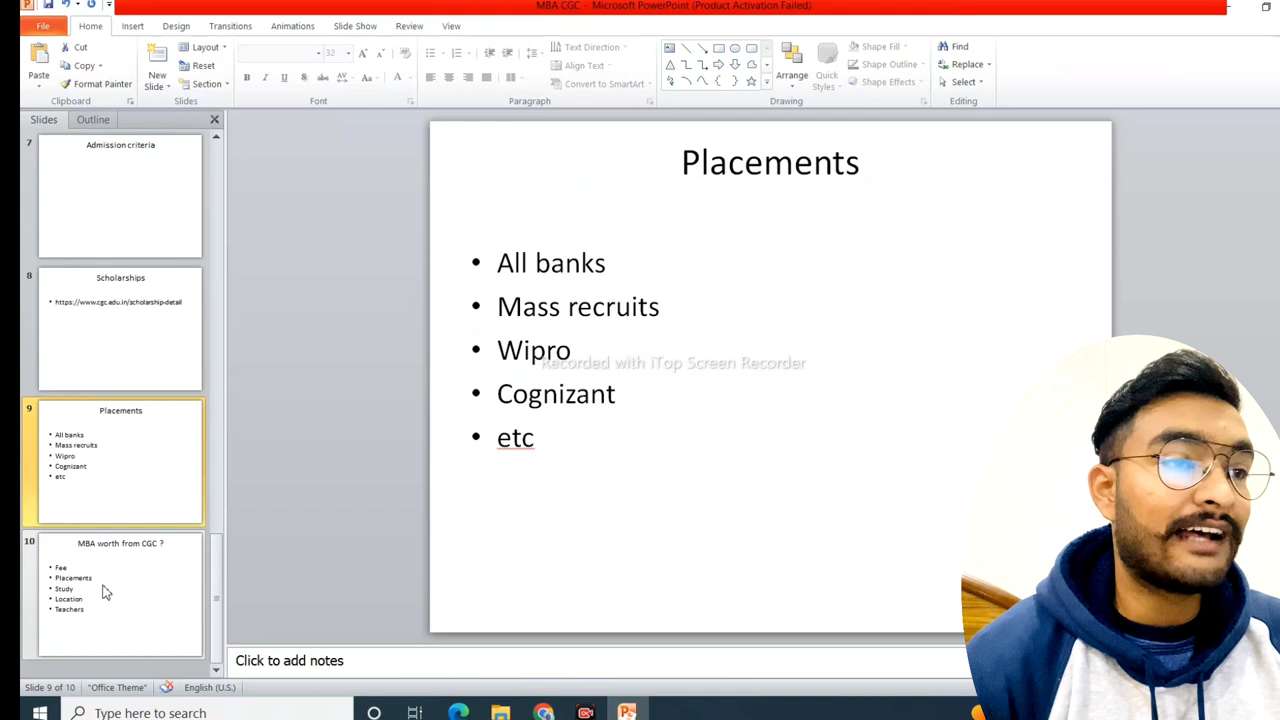 MBA CGC - Microsoft PowerPoint (Product Activation Failed)
File Home Insert Design Transitions Animations Slide Show Review View
Paste
Cut
Copy
Format Painter
Clipboard
New
Slide
Layout
Reset
Section
Slides
32
Font
Text Direction
Align Text
Convert to SmartArt
Paragraph
Arrange
Quick
Styles
Shape Fill
Shape Outline
Shape Effects
Drawing
Find
Replace
Select
Editing
Slides Outline
7
Admission criteria
8
Scholarships
• https://www.cgc.edu.in/scholarship-detail
9
Placements
• All banks
• Mass recruits
• Wipro
• Cognizant
• etc
10
MBA worth from CGC ?
• Fee
• Placements
• Study
• Location
• Teachers
Placements
• All banks
• Mass recruits
• Wipro
Recorded with iTop Screen Recorder
• Cognizant
• etc
Click to add notes
Slide 9 of 10 "Office Theme" English (U.S.)
Type here to search